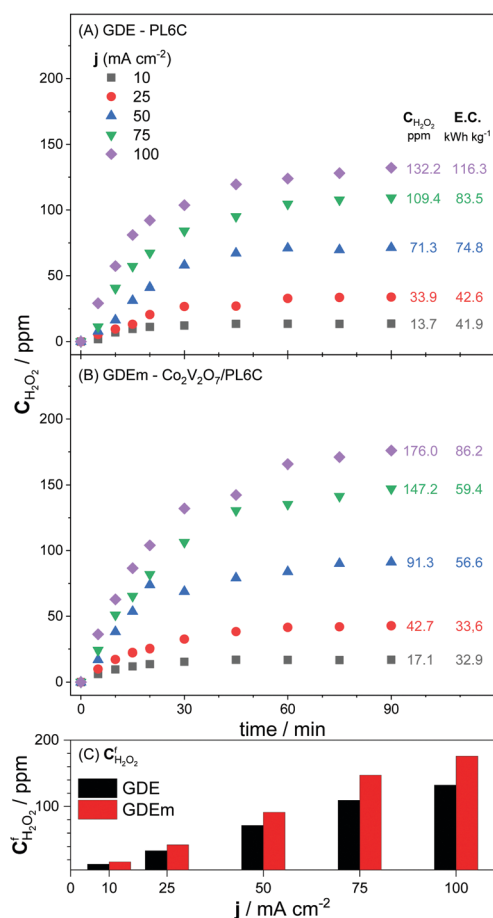 (A) GDE - PL6C
j (mA cm-2)
10
25
50
75
100
C H2O2 ppm
E.C. kWh kg-1
132.2 116.3
109.4 83.5
71.3 74.8
33.9 42.6
13.7 41.9
200
150
100
50
0
C H2O2 / ppm
(B) GDEm - Co2V2O7/PL6C
176.0 86.2
147.2 59.4
91.3 56.6
42.7 33,6
17.1 32.9
200
150
100
50
0
0 30 60 90
time / min
(C) Cf H2O2
GDE
GDEm
200
100
Cf H2O2 / ppm
0 10 25 50 75 100
j / mA cm-2